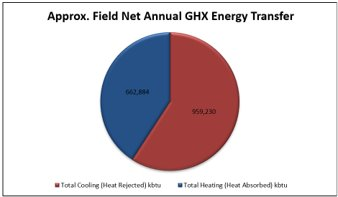 Approx. Field Net Annual GHX Energy Transfer
662,884
959,230
Total Cooling (Heat Rejected) kbtu Total Heating (Heat Absorbed) kbtu